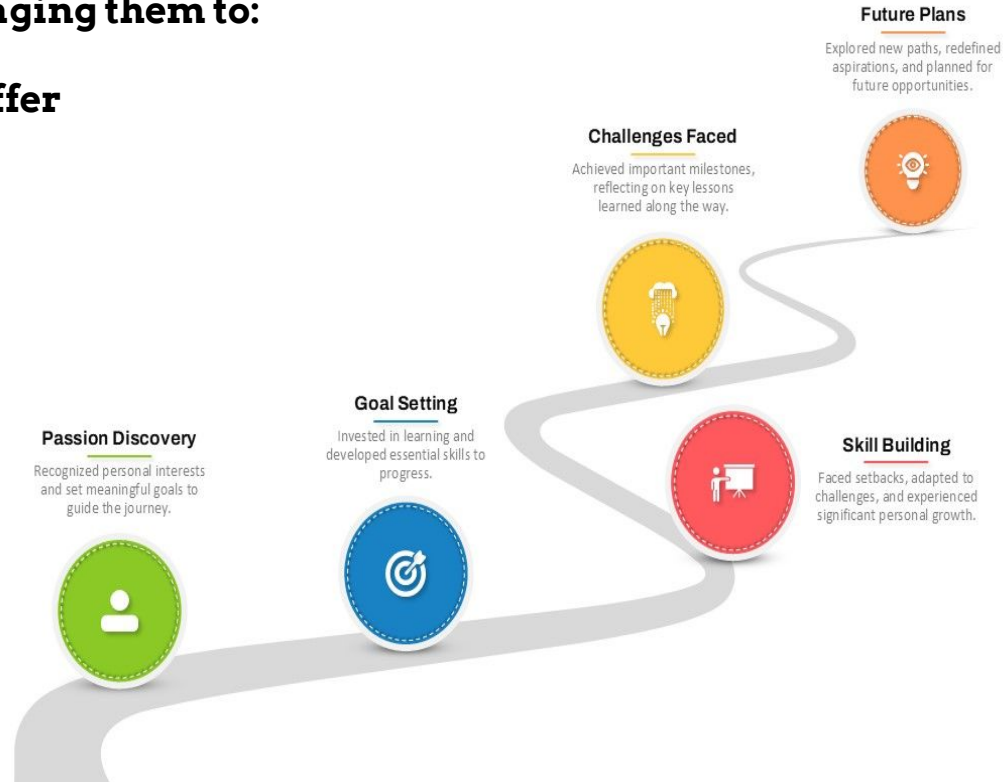 nging them to:
ffer
Future Plans
Explored new paths, redefined
aspirations, and planned for
future opportunities.
Challenges Faced
Achieved important milestones,
reflecting on key lessons
learned along the way.
Goal Setting
Invested in learning and
developed essential skills to
progress.
Passion Discovery
Recognized personal interests
and set meaningful goals to
guide the journey.
Skill Building
Faced setbacks, adapted to
challenges, and experienced
significant personal growth.